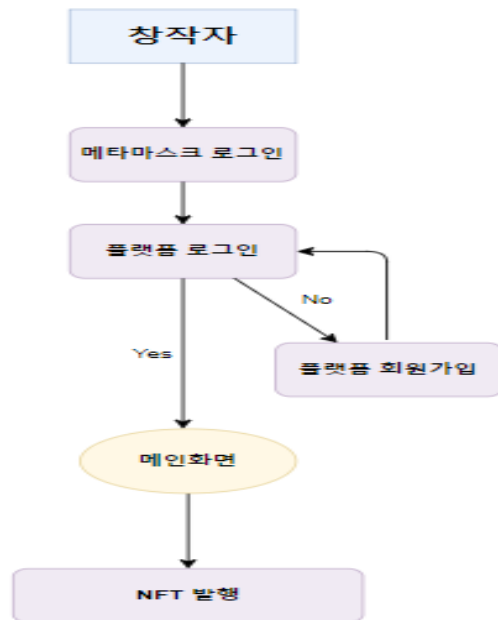 창작자
메타마스크 로그인
플랫폼 로그인
No
Yes
플랫폼 회원가입
메인화면
NFT 발행